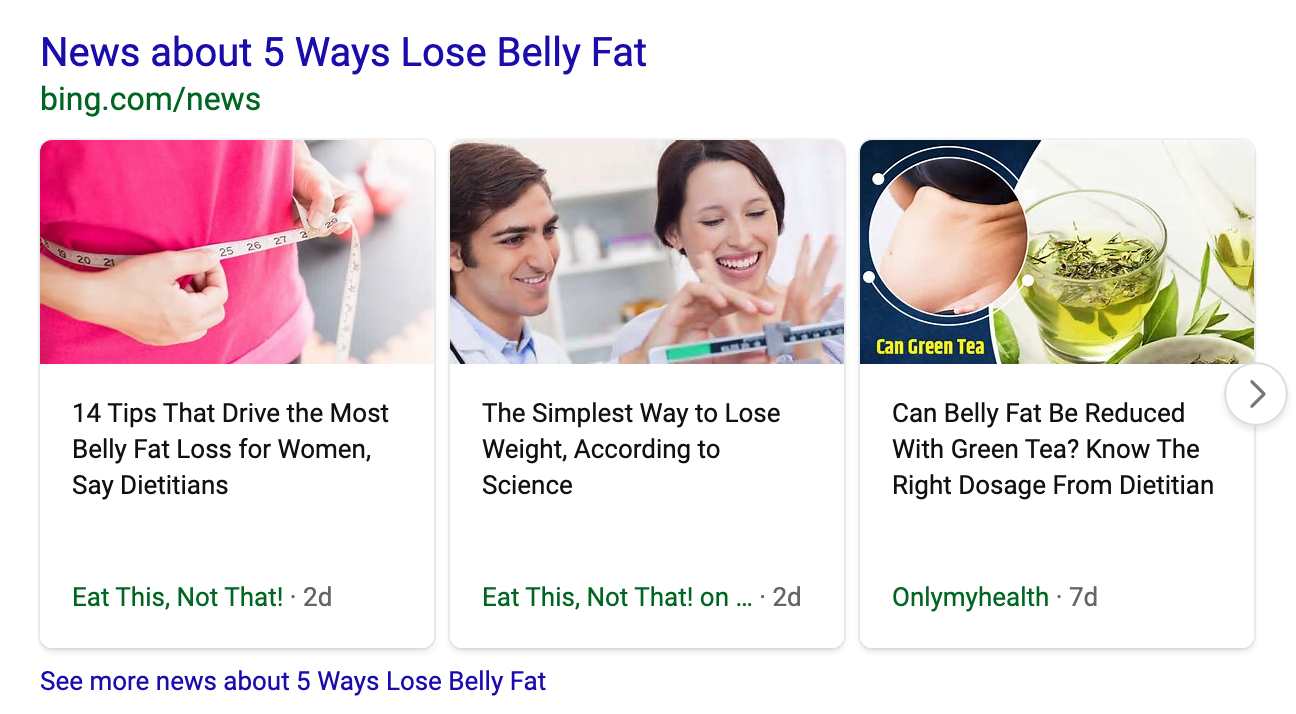 News about 5 Ways Lose Belly Fat
bing.com/news
19 20 21 25 26 27 29
Can Green Tea
14 Tips That Drive the Most
Belly Fat Loss for Women,
Say Dietitians
Eat This, Not That! · 2d
The Simplest Way to Lose
Weight, According to
Science
Eat This, Not That! on ... · 2d
Can Belly Fat Be Reduced
With Green Tea? Know The
Right Dosage From Dietitian
Onlymyhealth · 7d
See more news about 5 Ways Lose Belly Fat